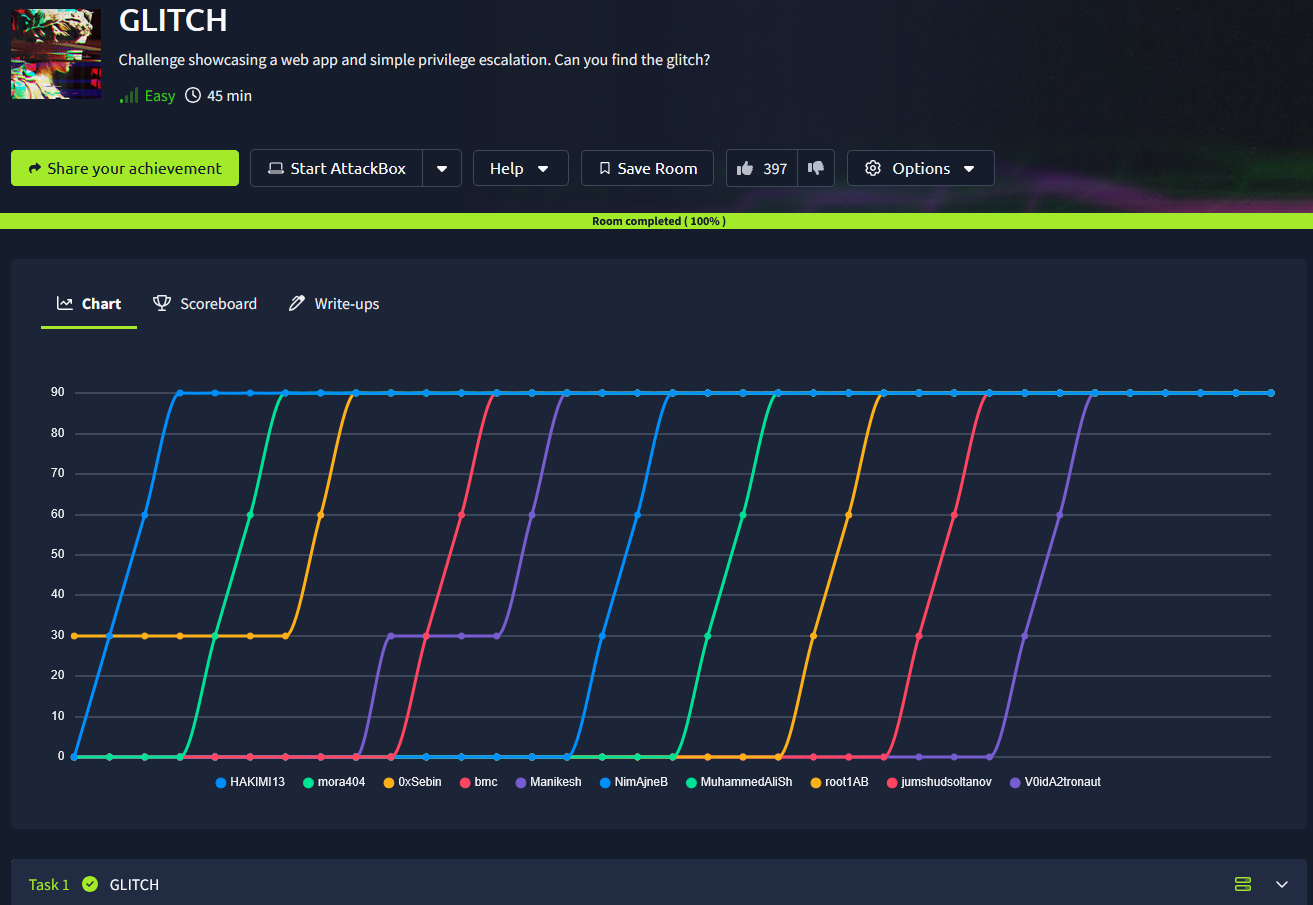 GLITCH
Challenge showcasing a web app and simple privilege escalation. Can you find the glitch?
Easy 45 min
Share your achievement Start AttackBox Help Save Room 397 Options
Room completed ( 100% )
Chart Scoreboard Write-ups
90
80
70
60
50
40
30
20
10
0
HAKIMI13 mora404 0xSebin bmc Manikesh NimAjneB MuhammedAliSh root1AB jumshudsoltanov V0idA2tronaut
Task 1 GLITCH